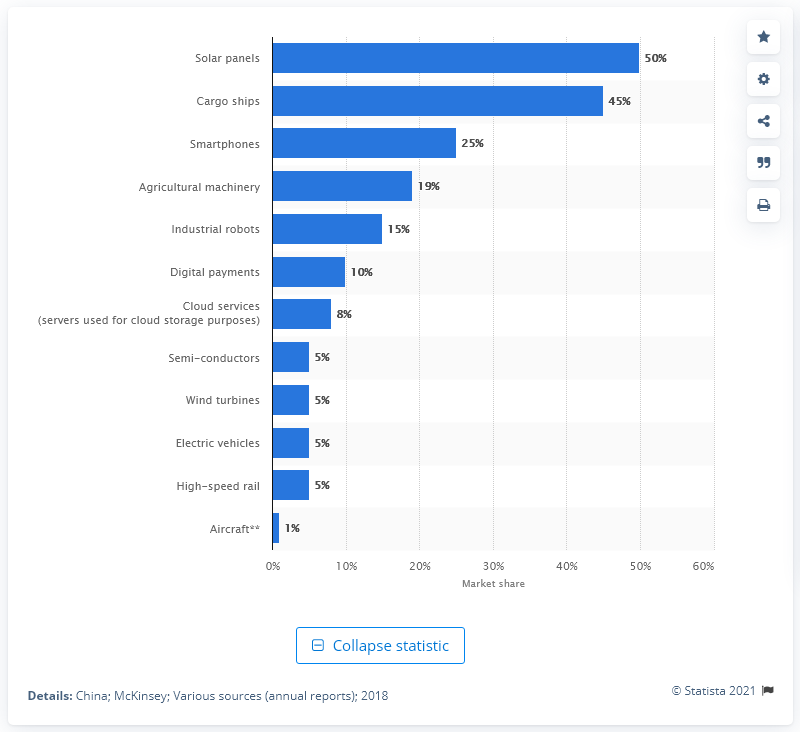 Solar panels
50%
Cargo ships
45%
Smartphones
25%
Agricultural machinery
19%
Industrial robots
15%
Digital payments
10%
Cloud services
(servers used for cloud storage purposes)
8%
Semi-conductors
5%
Wind turbines
5%
Electric vehicles
5%
High-speed rail
5%
Aircraft**
1%
0% 10% 20% 30% 40% 50% 60%
Market share
Collapse statistic
Details: China; McKinsey; Various sources (annual reports); 2018
© Statista 2021